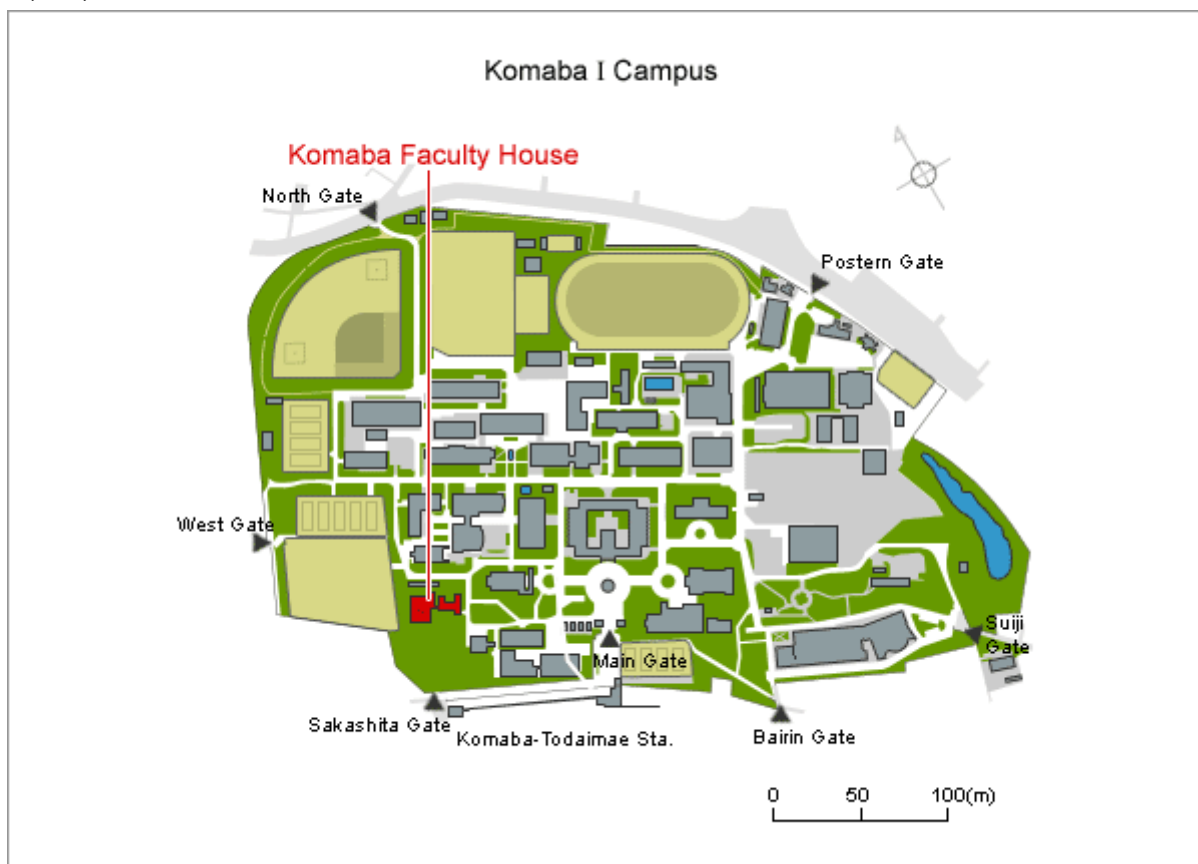 Komaba I Campus
Komaba Faculty House
North Gate
Postern Gate
West Gate
Suiji
Gate
Main Gate
Sakashita Gate
Komaba-Todaimae Sta.
Bairin Gate
0 50 100(m)